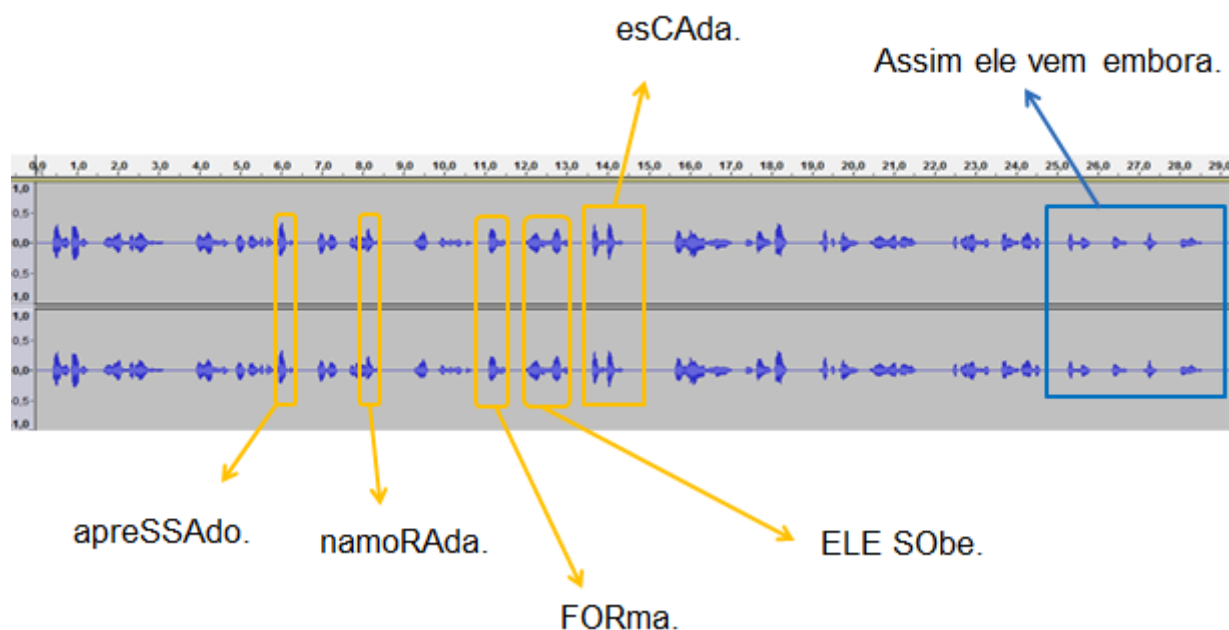 esCAda.
Assim ele vem embora.
0,0 1,0 2,0 3,0 4,0 5,0 6,0 7,0 8,0 9,0 10,0 11,0 12,0 13,0 14,0 15,0 16,0 17,0 18,0 19,0 20,0 21,0 22,0 23,0 24,0 25,0 26,0 27,0 28,0 29,0
1,0
0,5
0,0
-0,5
1,0
1,0
0,5
0,0
-0,5
1,0
apreSSAdo.
namoRAda.
ELE SObe.
FORma.